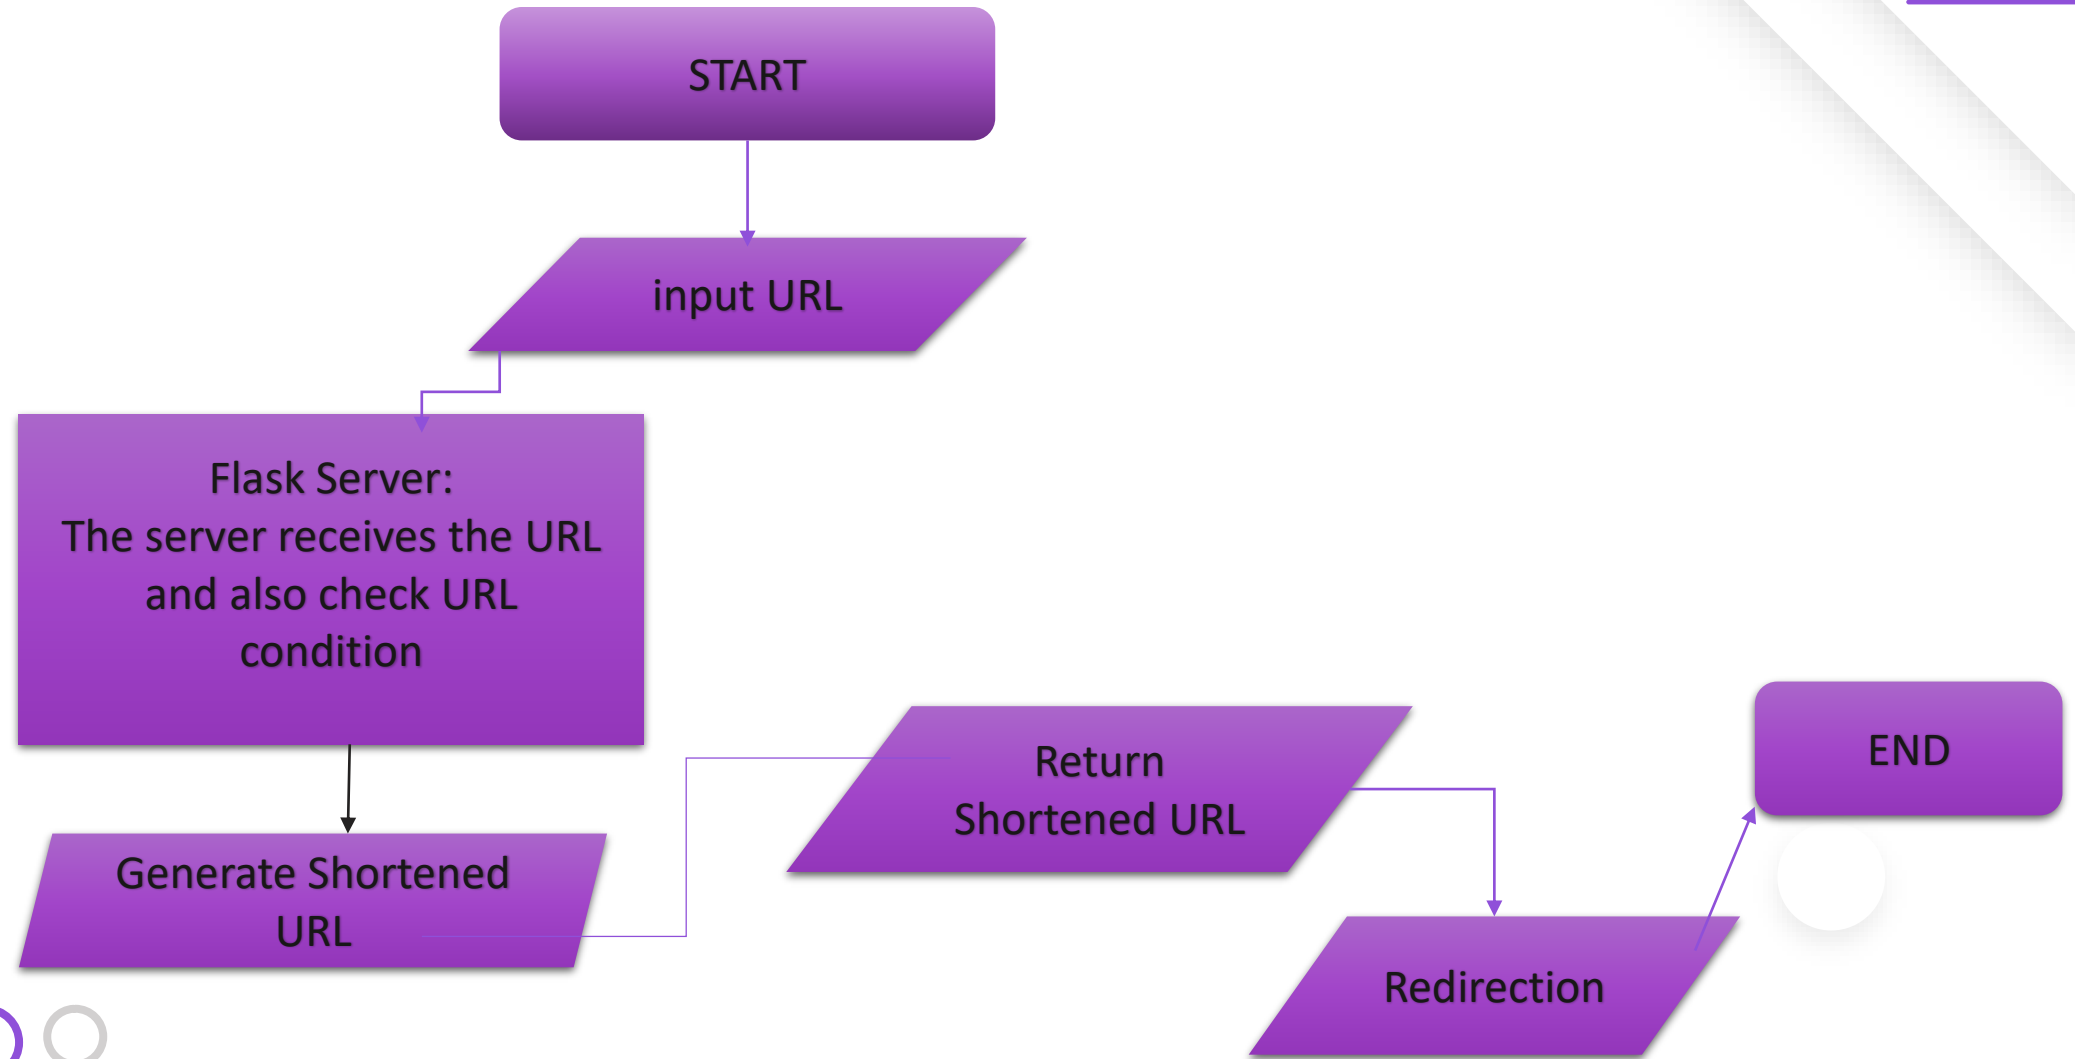 START
input URL
Flask Server:
The server receives the URL
and also check URL
condition
Generate Shortened
URL
Return
Shortened URL
Redirection
END